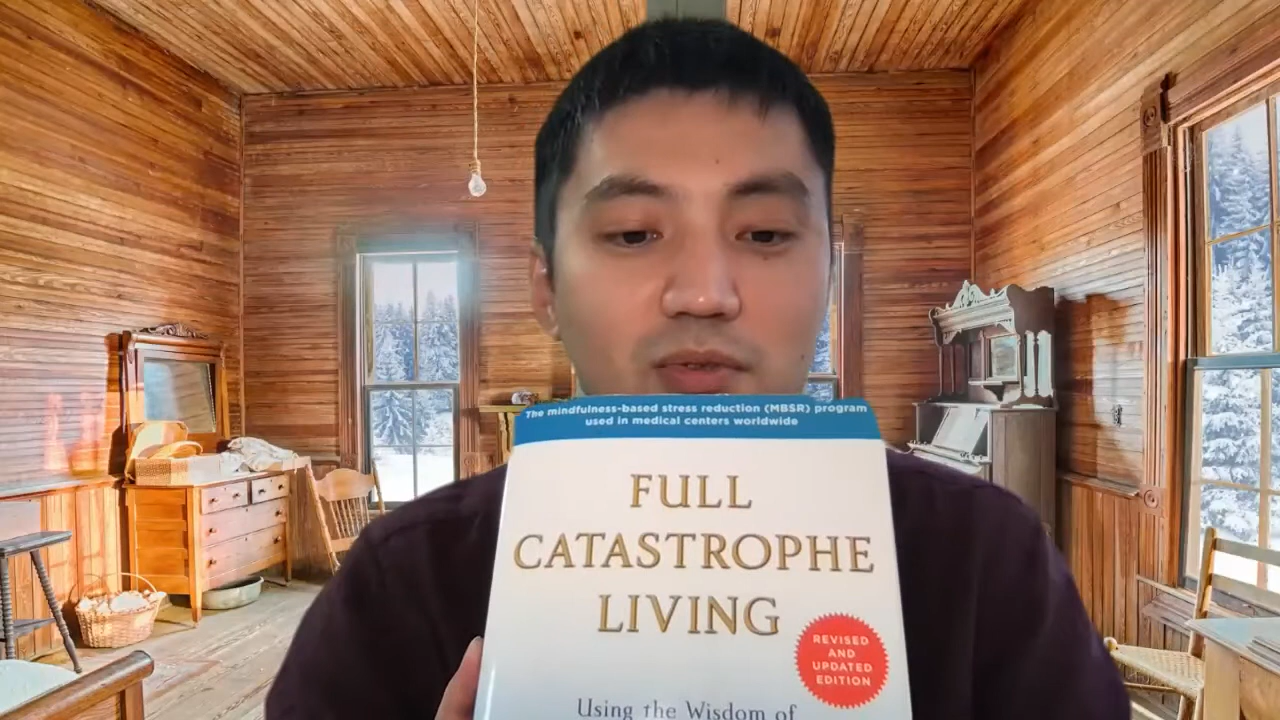 The mindfulness-based stress reduction (MBSR) program
used in medical centers worldwide
FULL
CATASTROPHE
LIVING
REVISED
AND
UPDATED
EDITION
Using the Wisdom of